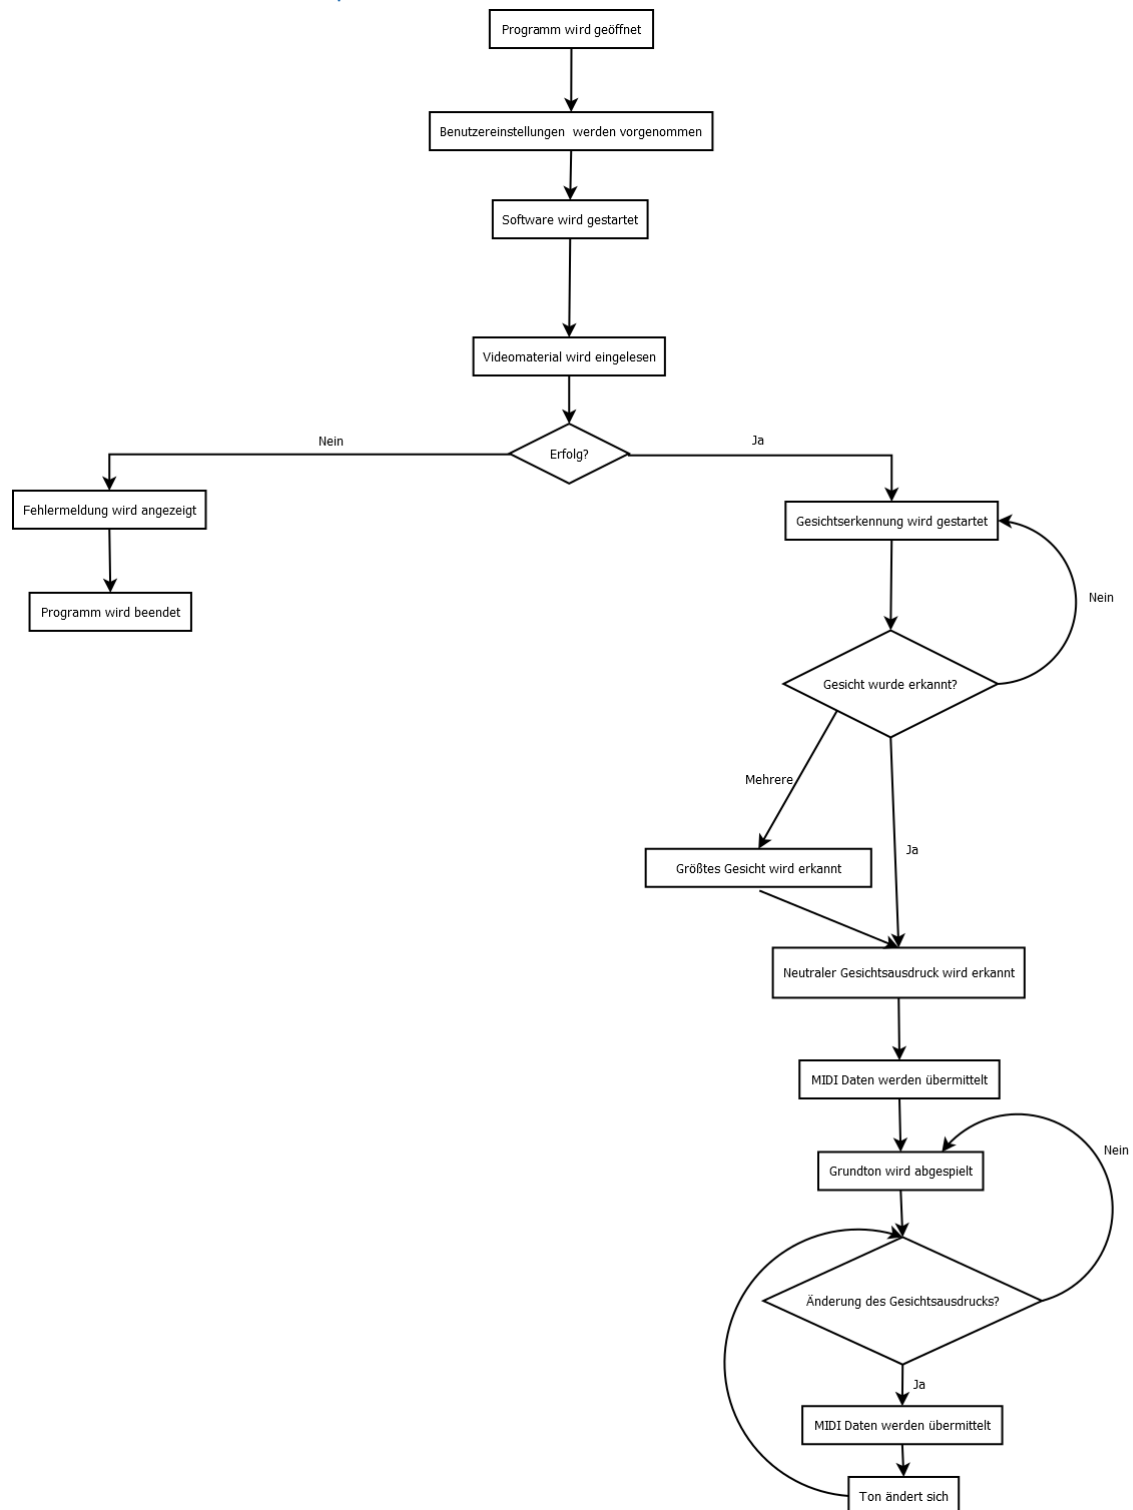 Programm wird geöffnet
Benutzereinstellungen werden vorgenommen
Software wird gestartet
Videomaterial wird eingelesen
Erfolg?
Nein
Ja
Fehlermeldung wird angezeigt
Programm wird beendet
Gesichtserkennung wird gestartet
Nein
Gesicht wurde erkannt?
Mehrere
Ja
Größtes Gesicht wird erkannt
Neutraler Gesichtsausdruck wird erkannt
MIDI Daten werden übermittelt
Nein
Grundton wird abgespielt
Änderung des Gesichtsausdrucks?
Ja
MIDI Daten werden übermittelt
Ton ändert sich